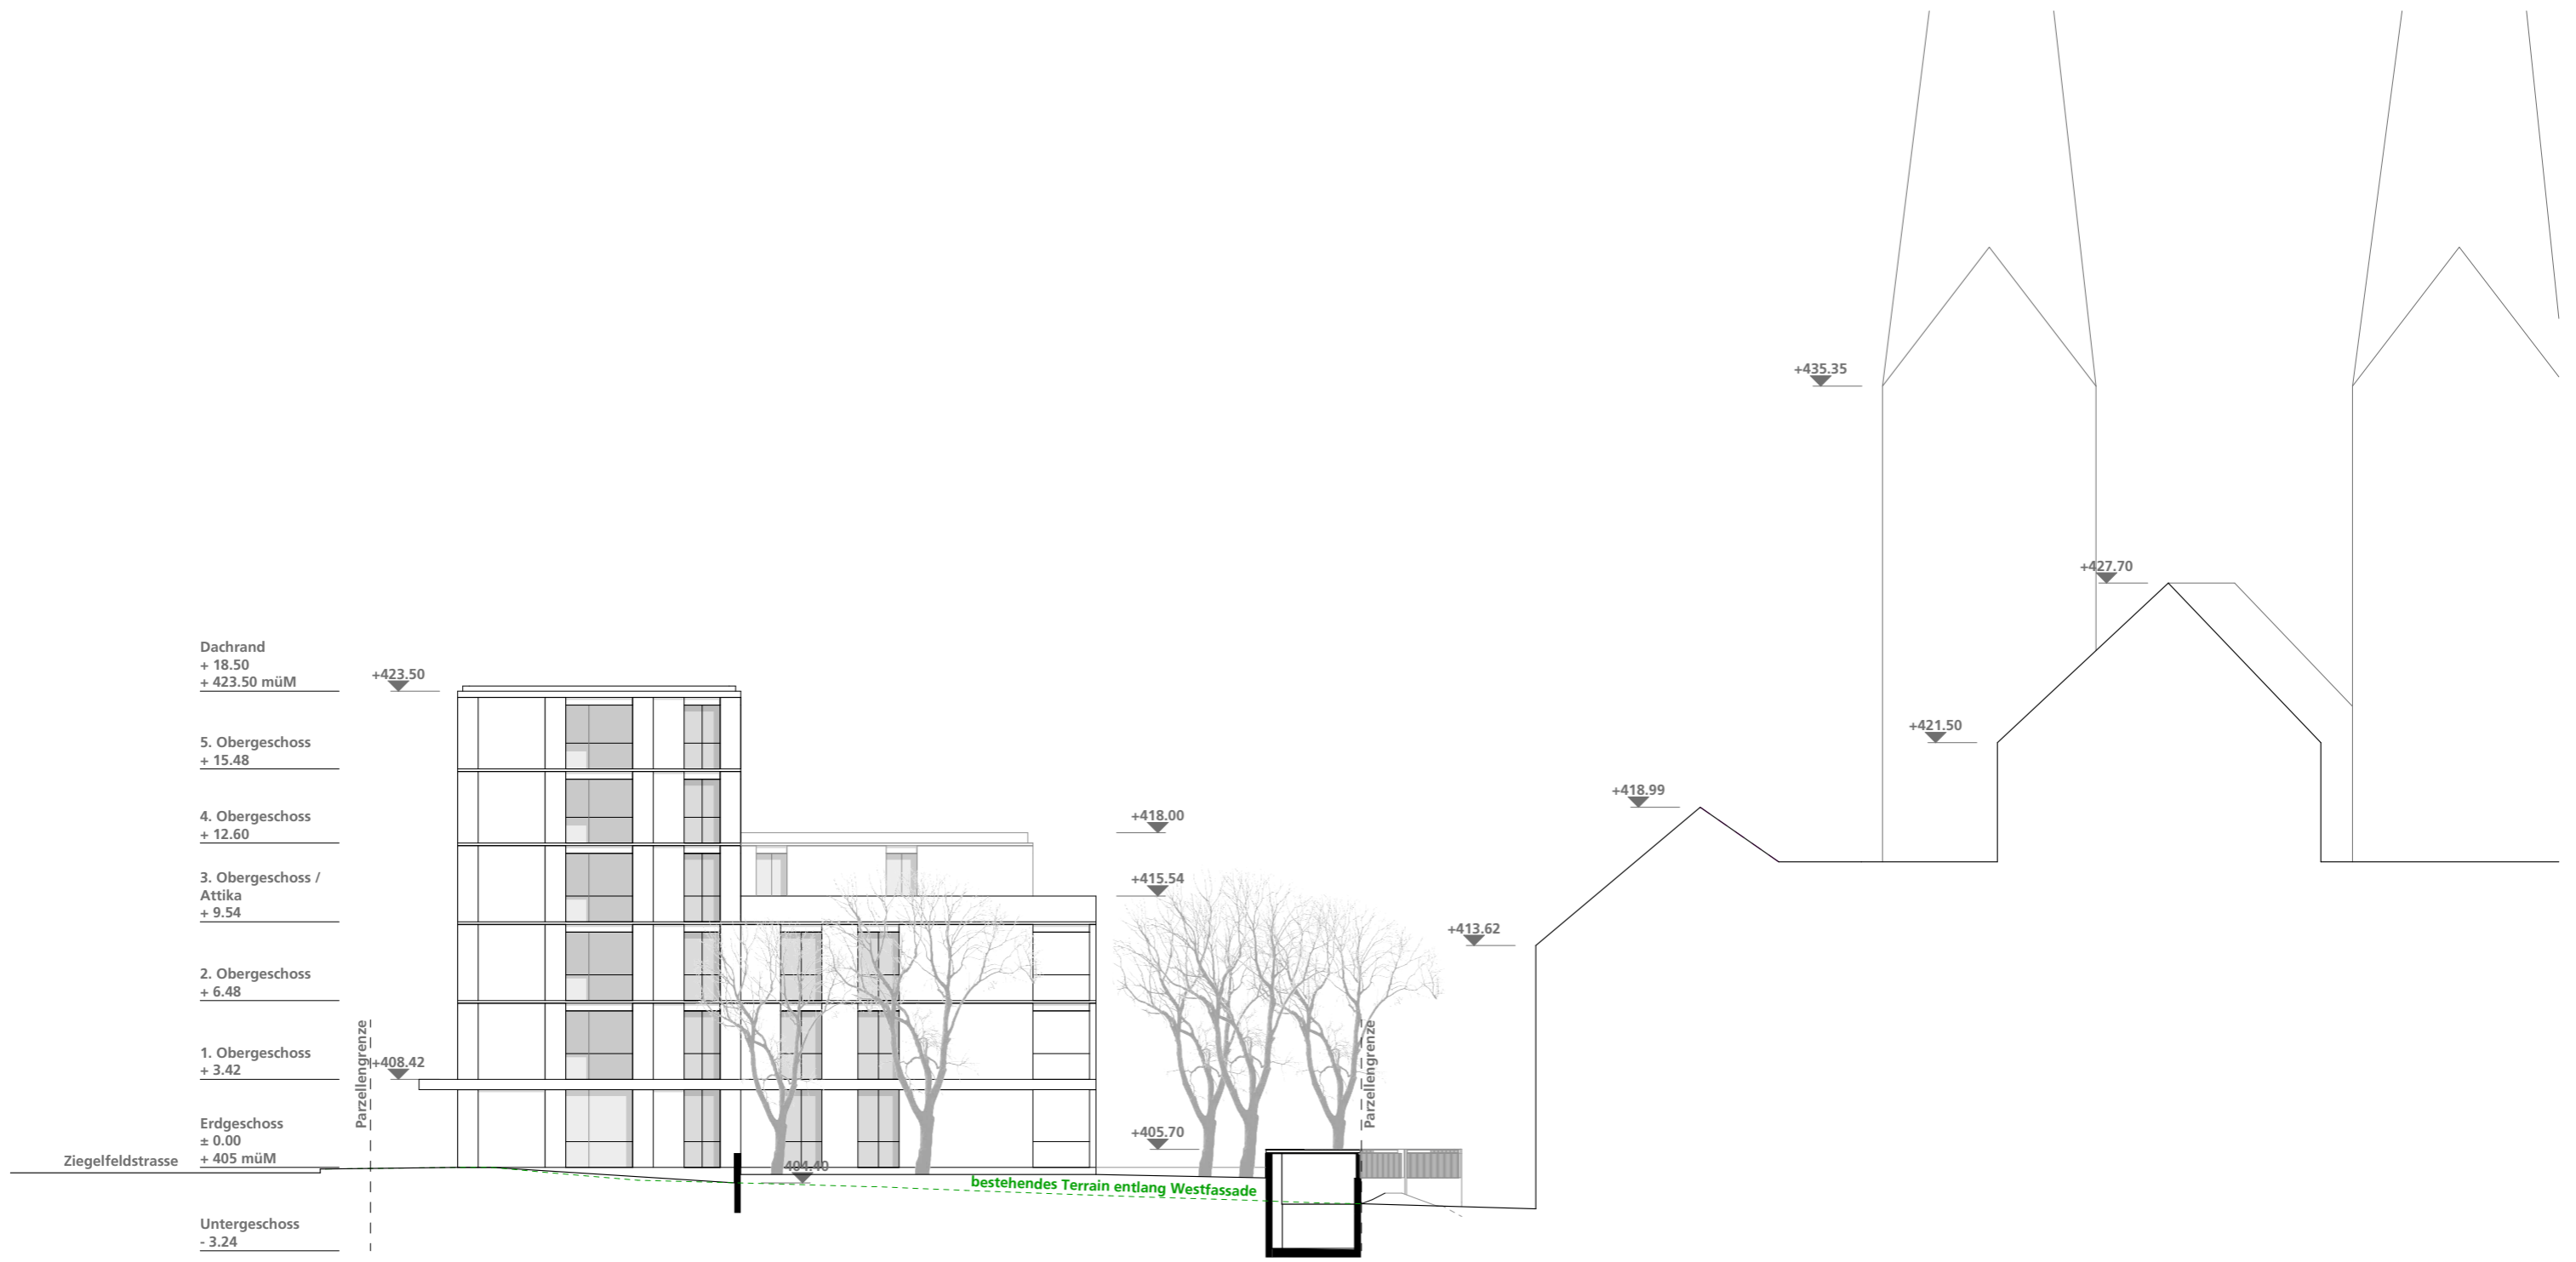 +435.35
+427.70
Dachrand
+ 18.50
+ 423.50 müM
+423.50
+421.50
5. Obergeschoss
+ 15.48
+418.99
4. Obergeschoss
+ 12.60
+418.00
3. Obergeschoss /
Attika
+ 9.54
+415.54
+413.62
2. Obergeschoss
+ 6.48
1. Obergeschoss
+ 3.42
Parzellengrenze
+408.42
Parzellengrenze
Erdgeschoss
± 0.00
+ 405 müM
+405.70
Ziegelfeldstrasse
404.40
bestehendes Terrain entlang Westfassade
Untergeschoss
- 3.24